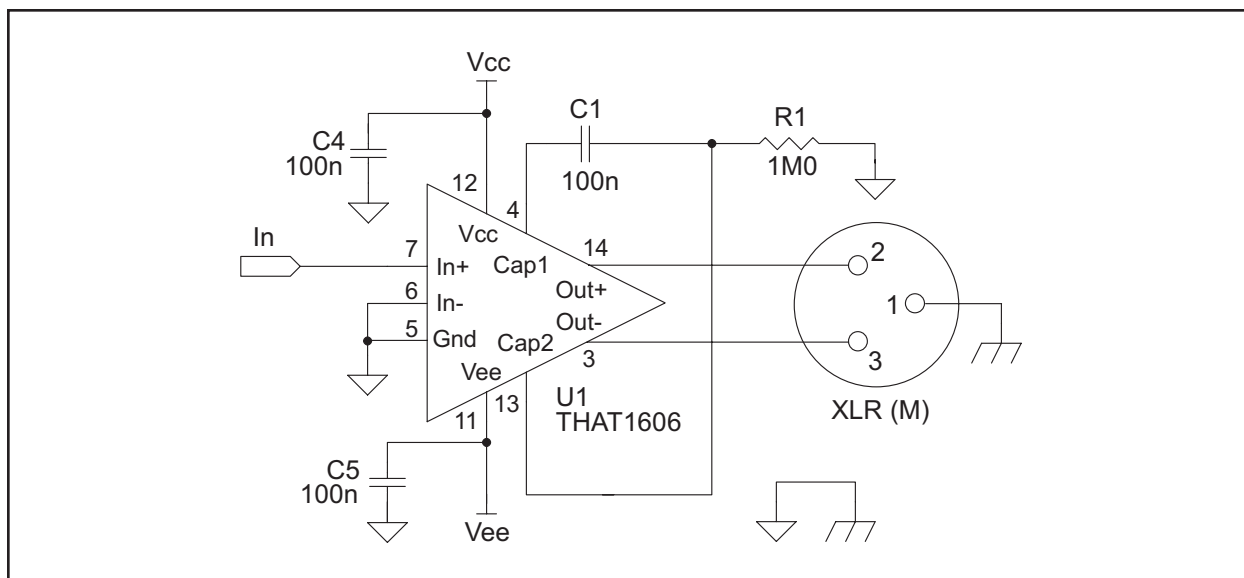 Vcc
C4
100n
C1
100n
R1
1M0
12
4
Vcc
In
7
In+
Cap1
14
6
In-
Out+
Out-
5
Gnd
Cap2
3
Vee
11
13
U1
THAT1606
2
1
3
XLR (M)
C5
100n
Vee